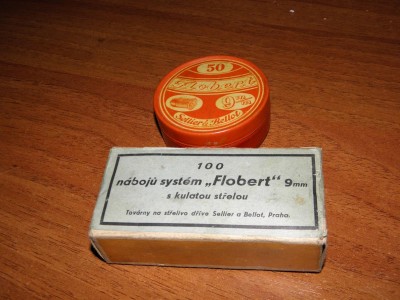 50
Flobert
9 m/m
Sellier & Bellot
100
nábojů systém „Flobert“ 9mm
s kulatou střelou
Továrny na střelivo dříve Sellier a Bellot, Praha.